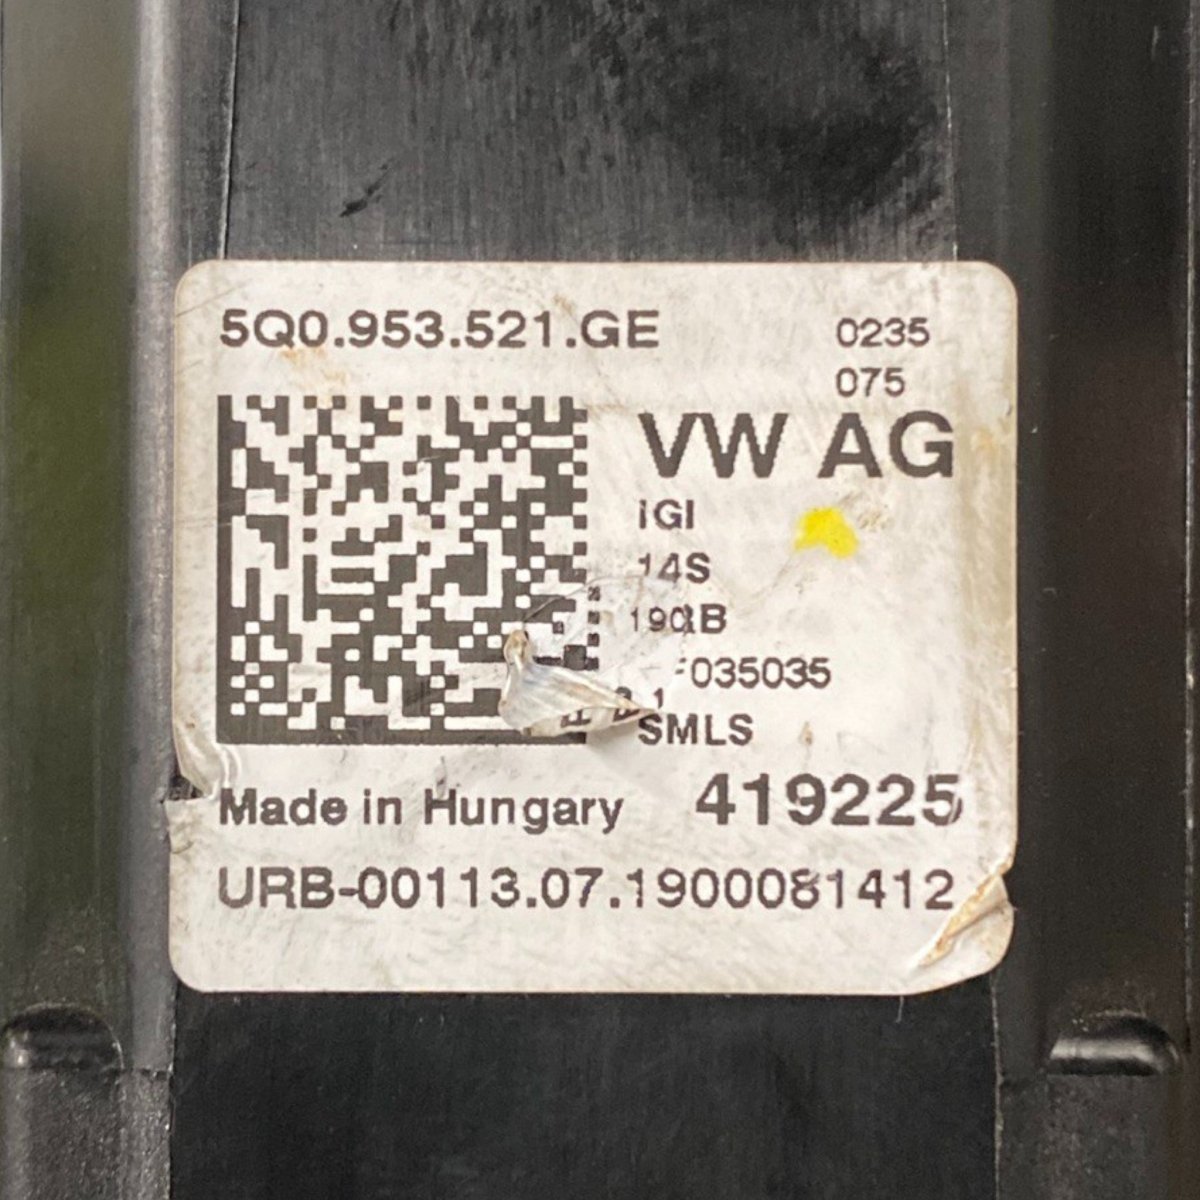 5Q0.953.521.GE
0235
075
VW AG
IGI
14S
035035
SMLS
Made in Hungary
419225
URB-00113.07.1900081412